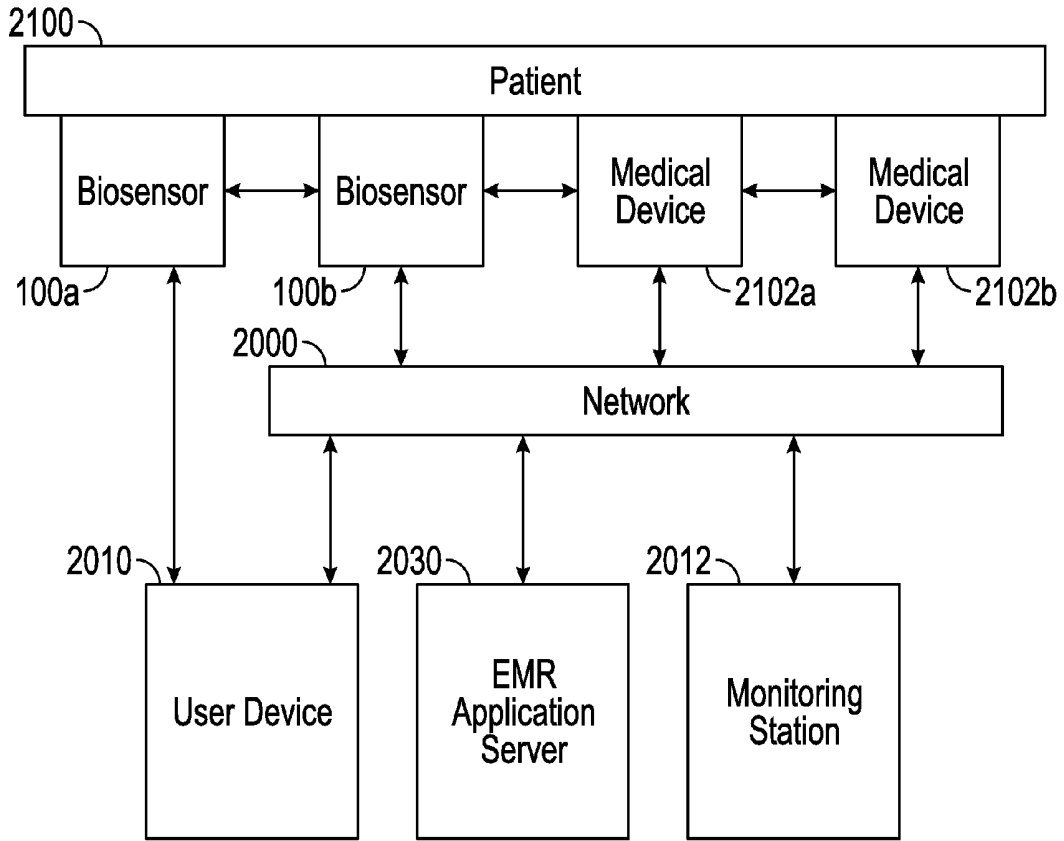 2100
Patient
Biosensor
Biosensor
Medical
Device
Medical
Device
100a
100b
2102a
2102b
2000
Network
2010
2030
2012
User Device
EMR
Application
Server
Monitoring
Station